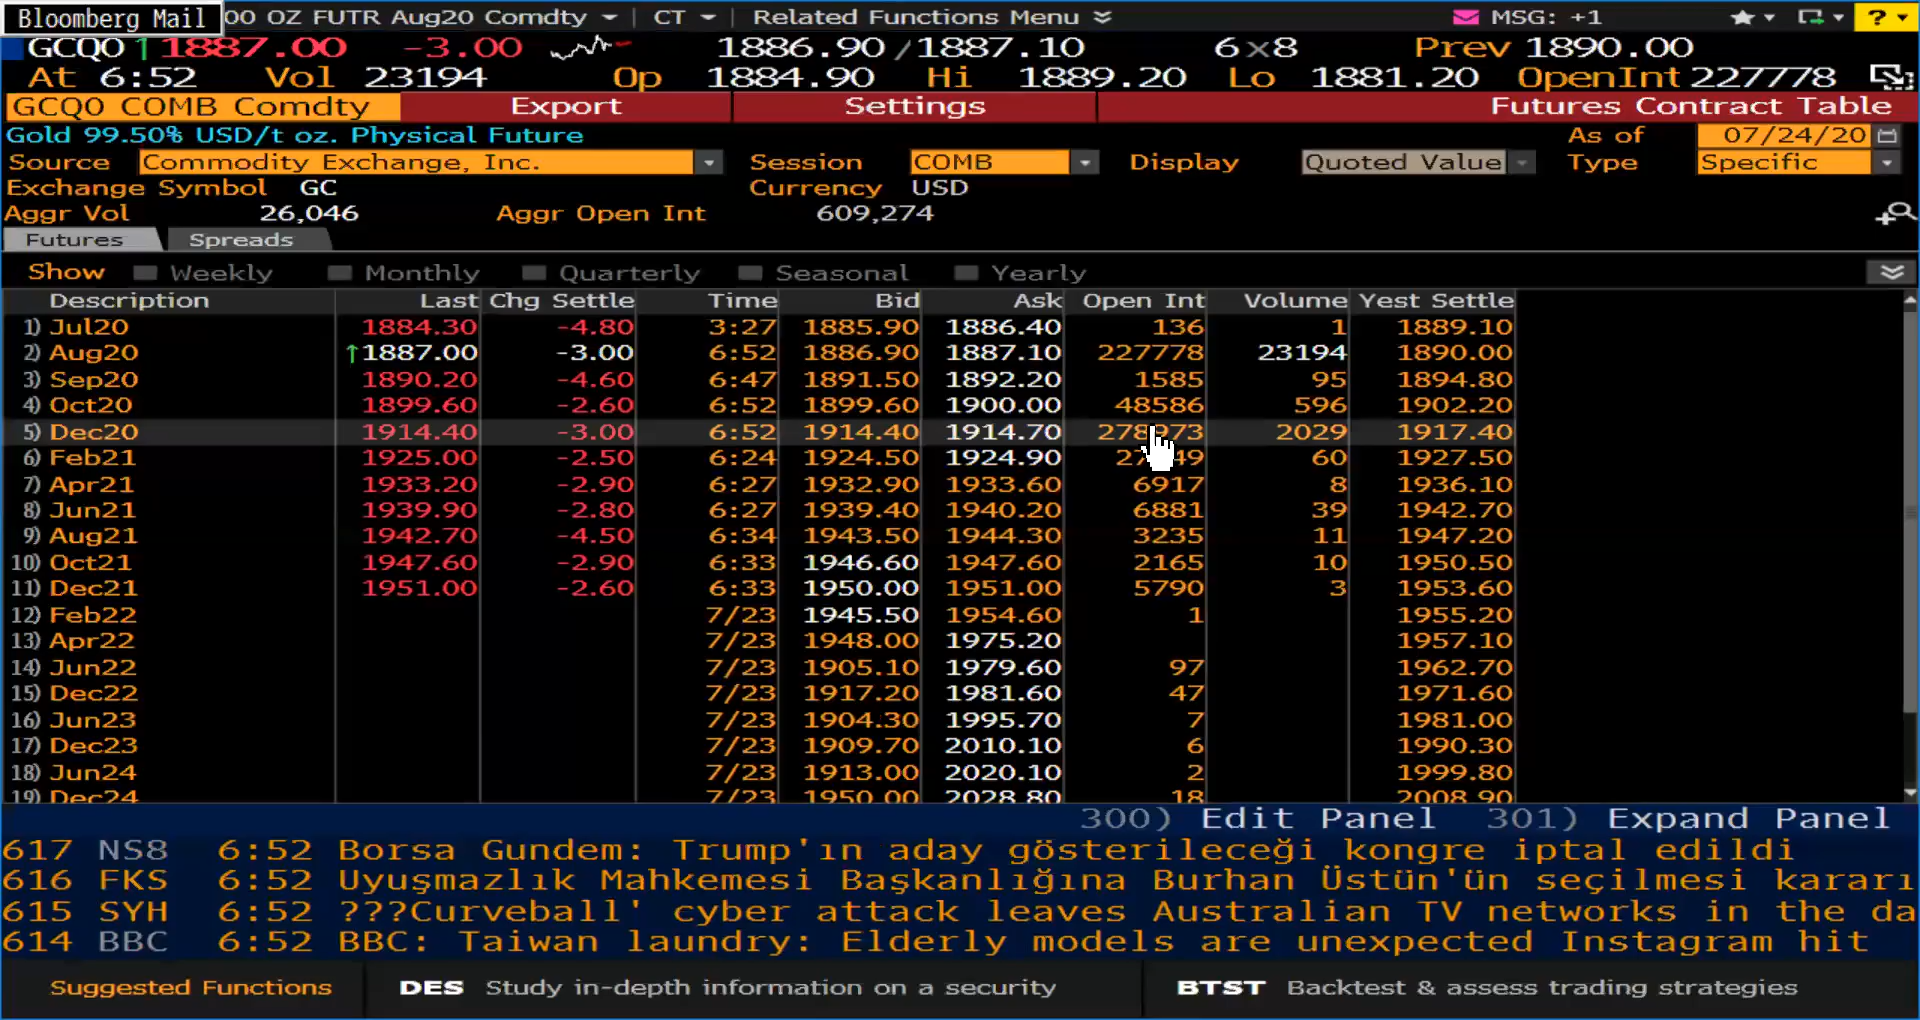 Bloomberg Mail 00 OZ FUTR Aug20 Comdty CT Related Functions Menu MSG: +1 ?
GCQ0 ↑1887.00 -3.00 1886.90/1887.10 6x8 Prev 1890.00
At 6:52 Vol 23194 Op 1884.90 Hi 1889.20 Lo 1881.20 OpenInt 227778
GCQ0 COMB Comdty Export Settings Futures Contract Table
Gold 99.50% USD/t oz. Physical Future As of 07/24/20
Source Commodity Exchange, Inc. Session COMB Display Quoted Value Type Specific
Exchange Symbol GC Currency USD
Aggr Vol 26,046 Aggr Open Int 609,274
Futures Spreads
Show Weekly Monthly Quarterly Seasonal Yearly
Description Last Chg Settle Time Bid Ask Open Int Volume Yest Settle
1) Jul20 1884.30 -4.80 3:27 1885.90 1886.40 136 1 1889.10
2) Aug20 ↑1887.00 -3.00 6:52 1886.90 1887.10 227778 23194 1890.00
3) Sep20 1890.20 -4.60 6:47 1891.50 1892.20 1585 95 1894.80
4) Oct20 1899.60 -2.60 6:52 1899.60 1900.00 48586 596 1902.20
5) Dec20 1914.40 -3.00 6:52 1914.40 1914.70 278973 2029 1917.40
6) Feb21 1925.00 -2.50 6:24 1924.50 1924.90 60 1927.50
7) Apr21 1933.20 -2.90 6:27 1932.90 1933.60 6917 8 1936.10
8) Jun21 1939.90 -2.80 6:27 1939.40 1940.20 6881 39 1942.70
9) Aug21 1942.70 -4.50 6:34 1943.50 1944.30 3235 11 1947.20
10) Oct21 1947.60 -2.90 6:33 1946.60 1947.60 2165 10 1950.50
11) Dec21 1951.00 -2.60 6:33 1950.00 1951.00 5790 3 1953.60
12) Feb22 7/23 1945.50 1954.60 1 1955.20
13) Apr22 7/23 1948.00 1975.20 1957.10
14) Jun22 7/23 1905.10 1979.60 97 1962.70
15) Dec22 7/23 1917.20 1981.60 47 1971.60
16) Jun23 7/23 1904.30 1995.70 7 1981.00
17) Dec23 7/23 1909.70 2010.10 6 1990.30
18) Jun24 7/23 1913.00 2020.10 2 1999.80
19) Dec24 7/23 1950.00 2028.80 18 2008.90
300) Edit Panel 301) Expand Panel
617 NS8 6:52 Borsa Gundem: Trump'ın aday gösterileceği kongre iptal edildi
616 FKS 6:52 Uyuşmazlık Mahkemesi Başkanlığına Burhan Üstün'ün seçilmesi kararı
615 SYH 6:52 ???Curveball' cyber attack leaves Australian TV networks in the da
614 BBC 6:52 BBC: Taiwan laundry: Elderly models are unexpected Instagram hit
Suggested Functions DES Study in-depth information on a security BTST Backtest & assess trading strategies